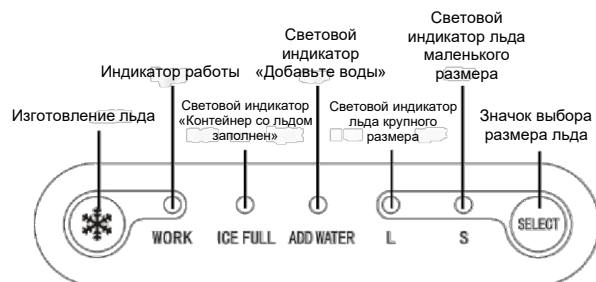 Световой
индикатор льда
маленького
размера
Световой
индикатор
«Добавьте воды»
Индикатор работы
Изготовление льда
Световой индикатор
«Контейнер со льдом
заполнен»
Световой индикатор
льда крупного
размера
Значок выбора
размера льда
WORK
ICE FULL
ADD WATER
L
S
SELECT